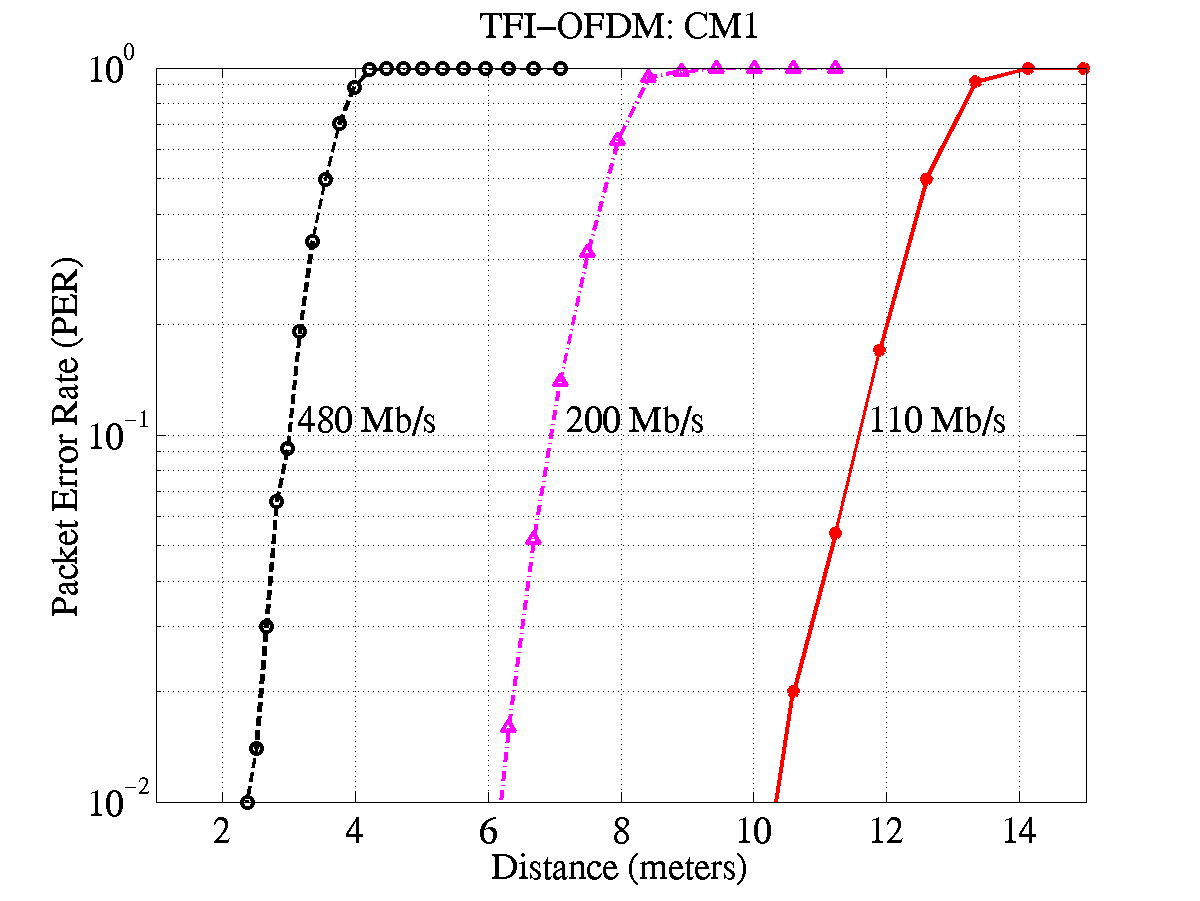 TFI−OFDM: CM1
10^0
10^−1
10^−2
Packet Error Rate (PER)
480 Mb/s
200 Mb/s
110 Mb/s
2 4 6 8 10 12 14
Distance (meters)